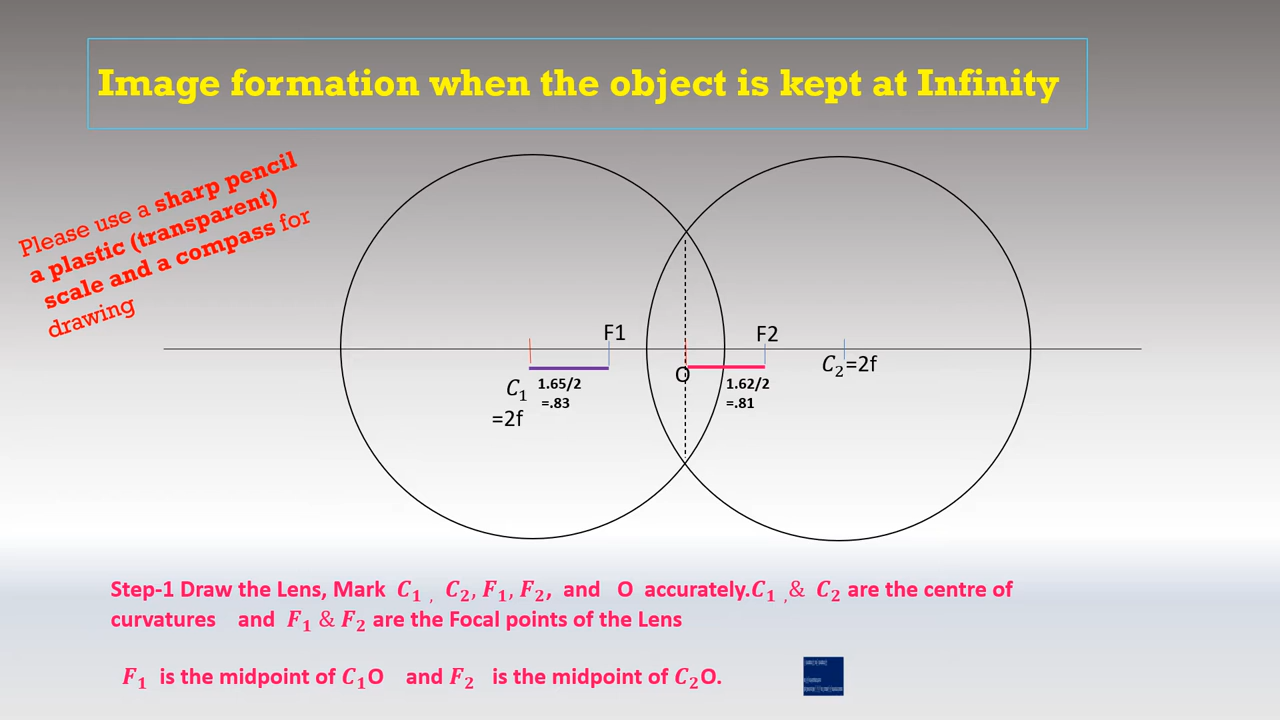 Image formation when the object is kept at Infinity
Please use a sharp pencil
a plastic (transparent)
scale and a compass for
drawing
F1
F2
O
C₂=2f
C₁
=2f
1.65/2
=.83
1.62/2
=.81
Step-1 Draw the Lens, Mark C₁ , C₂, F₁, F₂, and O accurately.C₁ ,& C₂ are the centre of
curvatures and F₁ & F₂ are the Focal points of the Lens
F₁ is the midpoint of C₁O and F₂ is the midpoint of C₂O.